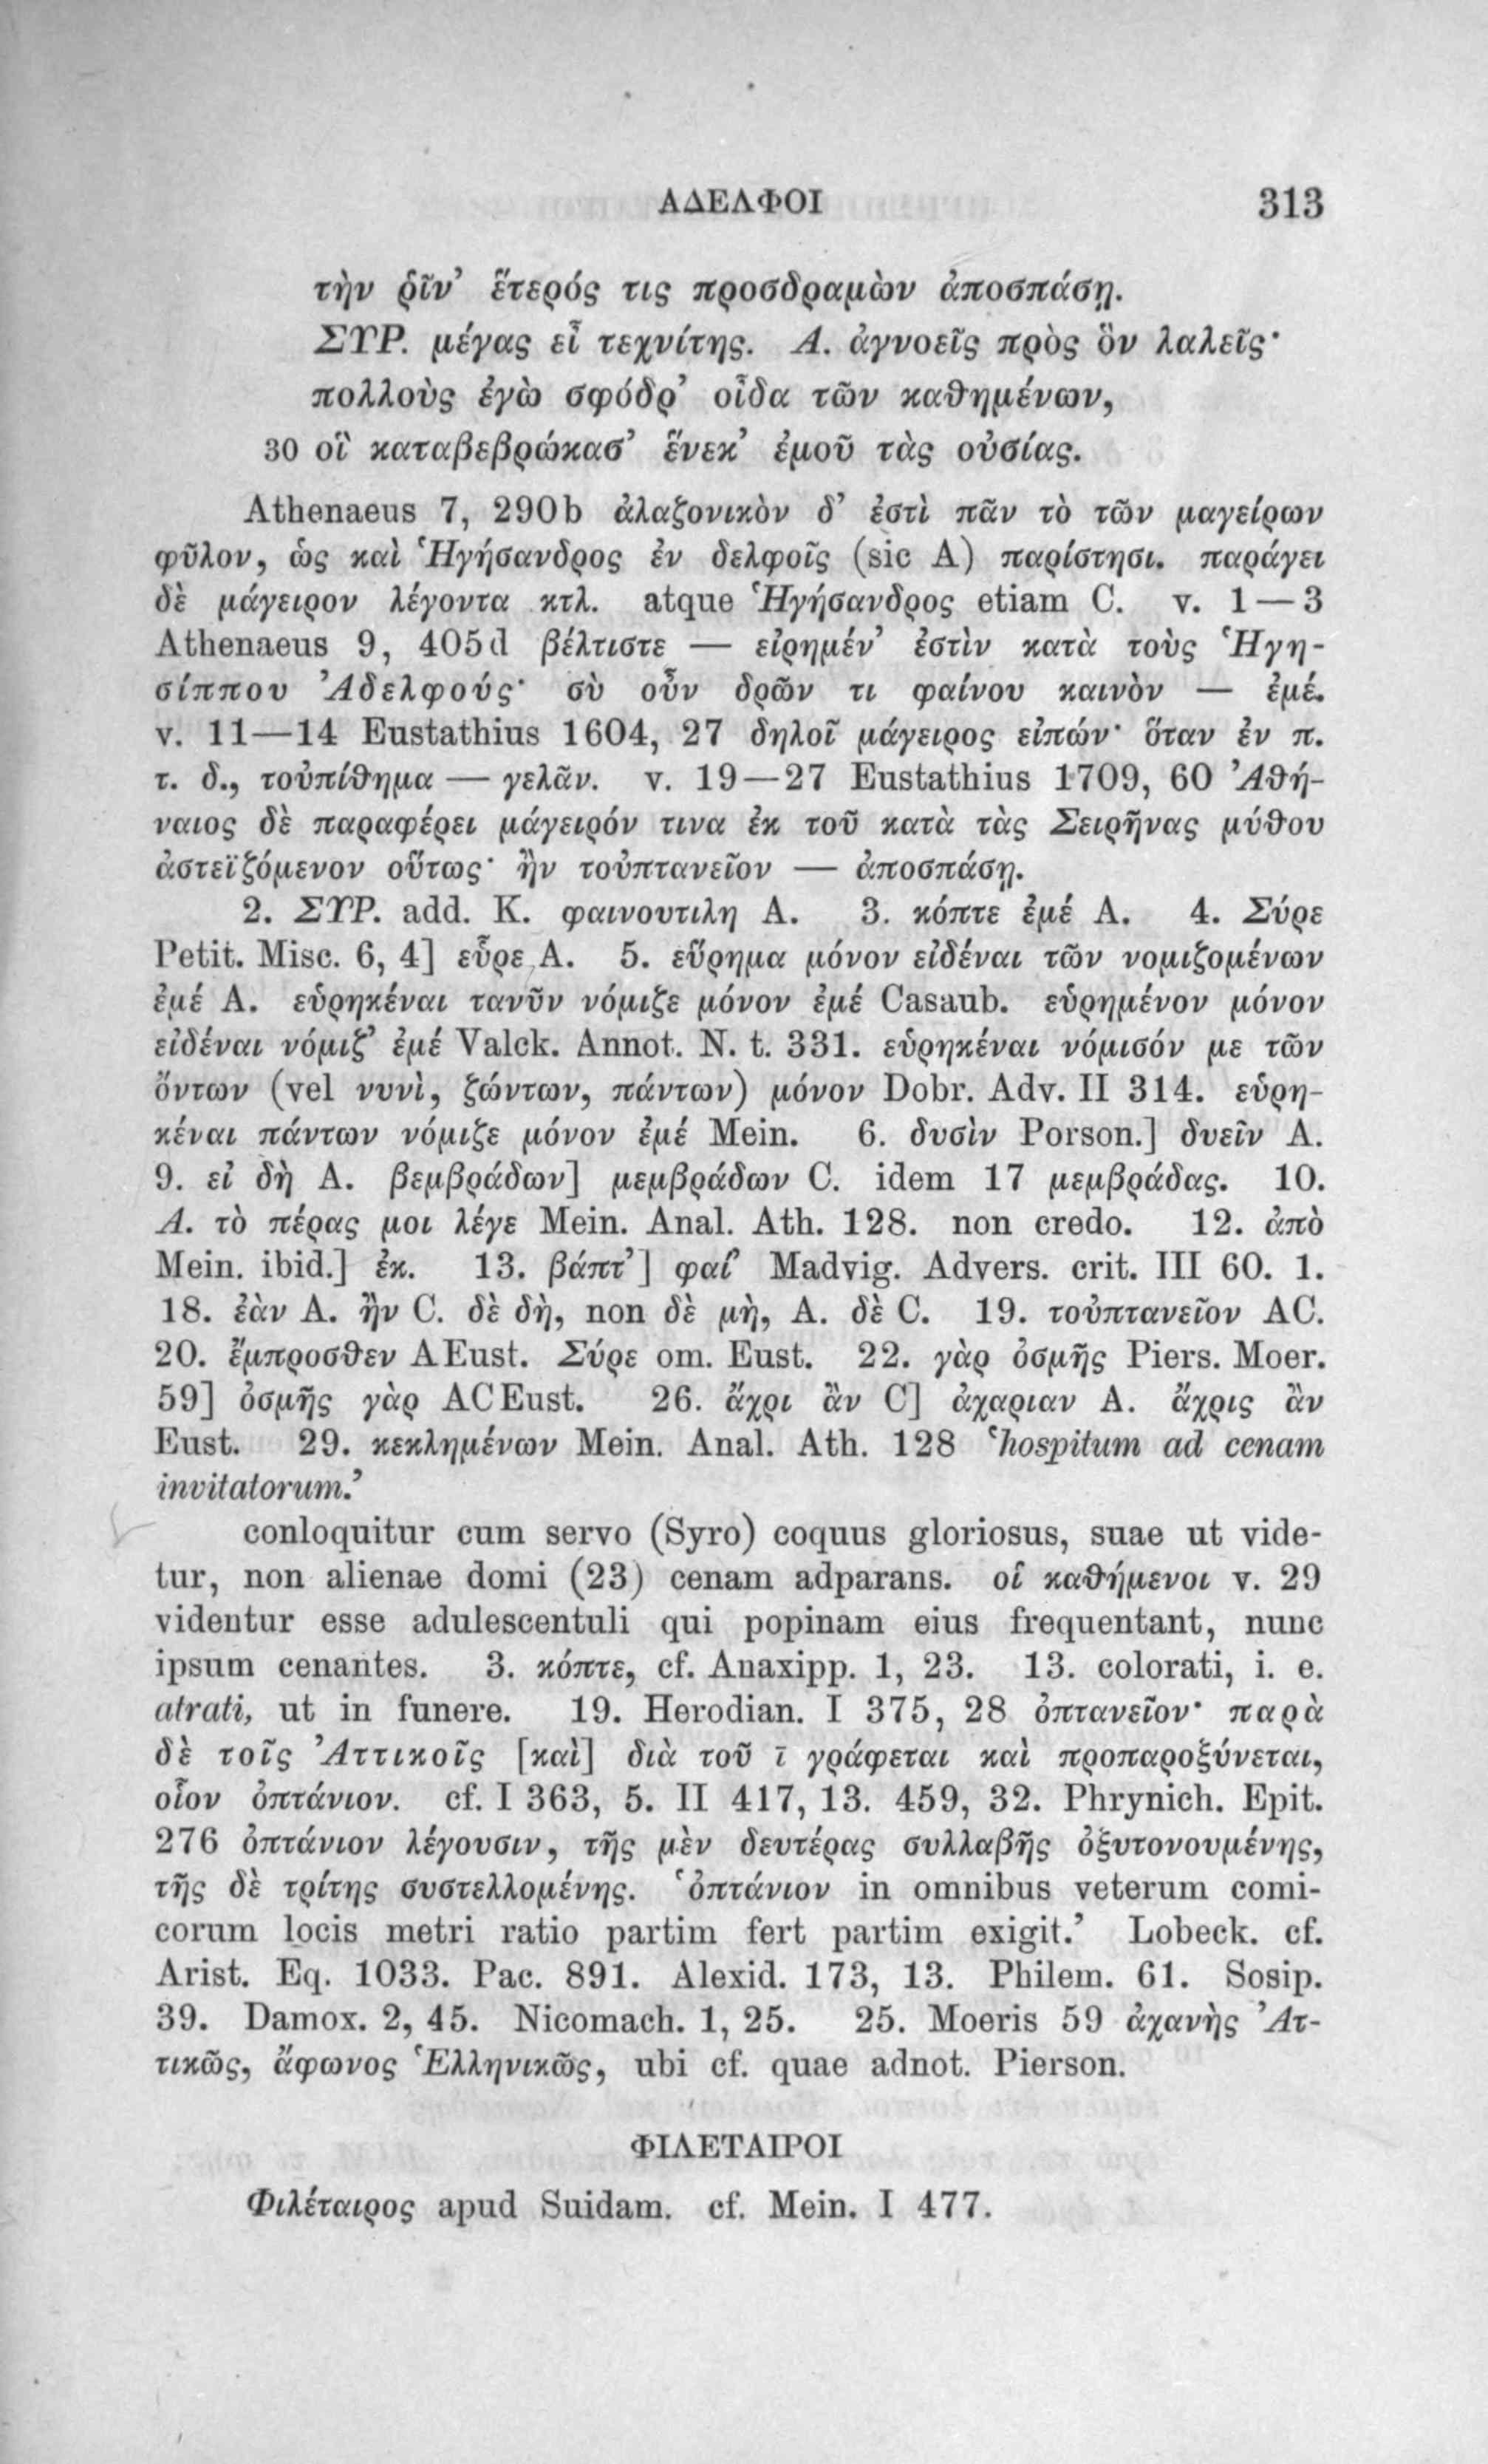 ΑΔΕΛΦΟΙ 313
τὴν ῥῖν’ ἕτερός τις προσδραμὼν ἀποσπάσῃ.
ΣΥΡ. μέγας εἶ τεχνίτης. Α. ἀγνοεῖς πρὸς ὃν λαλεῖς·
πολλοὺς ἐγὼ σφόδρ’ οἶδα τῶν καθημένων,
30 οἳ καταβεβρώκασ’ ἕνεκ’ ἐμοῦ τὰς οὐσίας.
Athenaeus 7, 290b ἀλαζονικὸν δ’ ἐστὶ πᾶν τὸ τῶν μαγείρων
φῦλον, ὡς καὶ Ἡγήσανδρος ἐν δελφοῖς (sic A) παρίστησι. παράγει
δὲ μάγειρον λέγοντα κτλ. atque Ἡγήσανδρος etiam C. v. 1—3
Athenaeus 9, 405d βέλτιστε — εἰρημέν’ ἐστὶν κατὰ τοὺς Ἡγη-
σίππου Ἀδελφούς· σὺ οὖν δρῶν τι φαίνου καινὸν — ἐμέ.
v. 11—14 Eustathius 1604, 27 δηλοῖ μάγειρος εἰπών· ὅταν ἐν π.
τ. δ., τοὐπίθημα — γελᾶν. v. 19—27 Eustathius 1709, 60 Ἀθή-
ναιος δὲ παραφέρει μάγειρόν τινα ἐκ τοῦ κατὰ τὰς Σειρῆνας μύθου
ἀστεϊζόμενον οὕτως· ἢν τοὐπτανεῖον — ἀποσπάσῃ.
2. ΣΥΡ. add. K. φαινουτιλη A. 3. κόπτε ἐμέ A. 4. Σύρε
Petit. Misc. 6, 4] εὗρε A. 5. εὕρημα μόνον εἰδέναι τῶν νομιζομένων
ἐμέ A. εὑρηκέναι τανῦν νόμιζε μόνον ἐμέ Casaub. εὑρημένον μόνον
εἰδέναι νόμιζ’ ἐμέ Valck. Annot. N. t. 331. εὑρηκέναι νόμισόν με τῶν
ὄντων (vel νυνὶ, ζώντων, πάντων) μόνον Dobr. Adv. II 314. εὑρη-
κέναι πάντων νόμιζε μόνον ἐμέ Mein. 6. δυσὶν Porson.] δυεῖν A.
9. εἰ δὴ A. βεμβράδων] μεμβράδων C. idem 17 μεμβράδας. 10.
Α. τὸ πέρας μοι λέγε Mein. Anal. Ath. 128. non credo. 12. ἀπὸ
Mein. ibid.] ἐκ. 13. βάπτ’] φαί’ Madvig. Advers. crit. III 60. 1.
18. ἐὰν A. ἢν C. δὲ δὴ, non δὲ μὴ, A. δὲ C. 19. τοὐπτανεῖον AC.
20. ἔμπροσθεν AEust. Σύρε om. Eust. 22. γὰρ ὀσμῆς Piers. Moer.
59] ὀσμῆς γὰρ ACEust. 26. ἄχρι ἂν C] ἀχαριαν A. ἄχρις ἂν
Eust. 29. κεκλημένων Mein. Anal. Ath. 128 ‘hospitum ad cenam
invitatorum.’
conloquitur cum servo (Syro) coquus gloriosus, suae ut vide-
tur, non alienae domi (23) cenam adparans. οἱ καθήμενοι v. 29
videntur esse adulescentuli qui popinam eius frequentant, nunc
ipsum cenantes. 3. κόπτε, cf. Anaxipp. 1, 23. 13. colorati, i. e.
atrati, ut in funere. 19. Herodian. I 375, 28 ὀπτανεῖον· παρὰ
δὲ τοῖς Ἀττικοῖς [καὶ] διὰ τοῦ ῑ γράφεται καὶ προπαροξύνεται,
οἷον ὀπτάνιον. cf. I 363, 5. II 417, 13. 459, 32. Phrynich. Epit.
276 ὀπτάνιον λέγουσιν, τῆς μὲν δευτέρας συλλαβῆς ὀξυτονουμένης,
τῆς δὲ τρίτης συστελλομένης. ‘ὀπτάνιον in omnibus veterum comi-
corum locis metri ratio partim fert partim exigit.’ Lobeck. cf.
Arist. Eq. 1033. Pac. 891. Alexid. 173, 13. Philem. 61. Sosip.
39. Damox. 2, 45. Nicomach. 1, 25. 25. Moeris 59 ἀχανὴς Ἀτ-
τικῶς, ἄφωνος Ἑλληνικῶς, ubi cf. quae adnot. Pierson.
ΦΙΛΕΤΑΙΡΟΙ
Φιλέταιρος apud Suidam. cf. Mein. I 477.